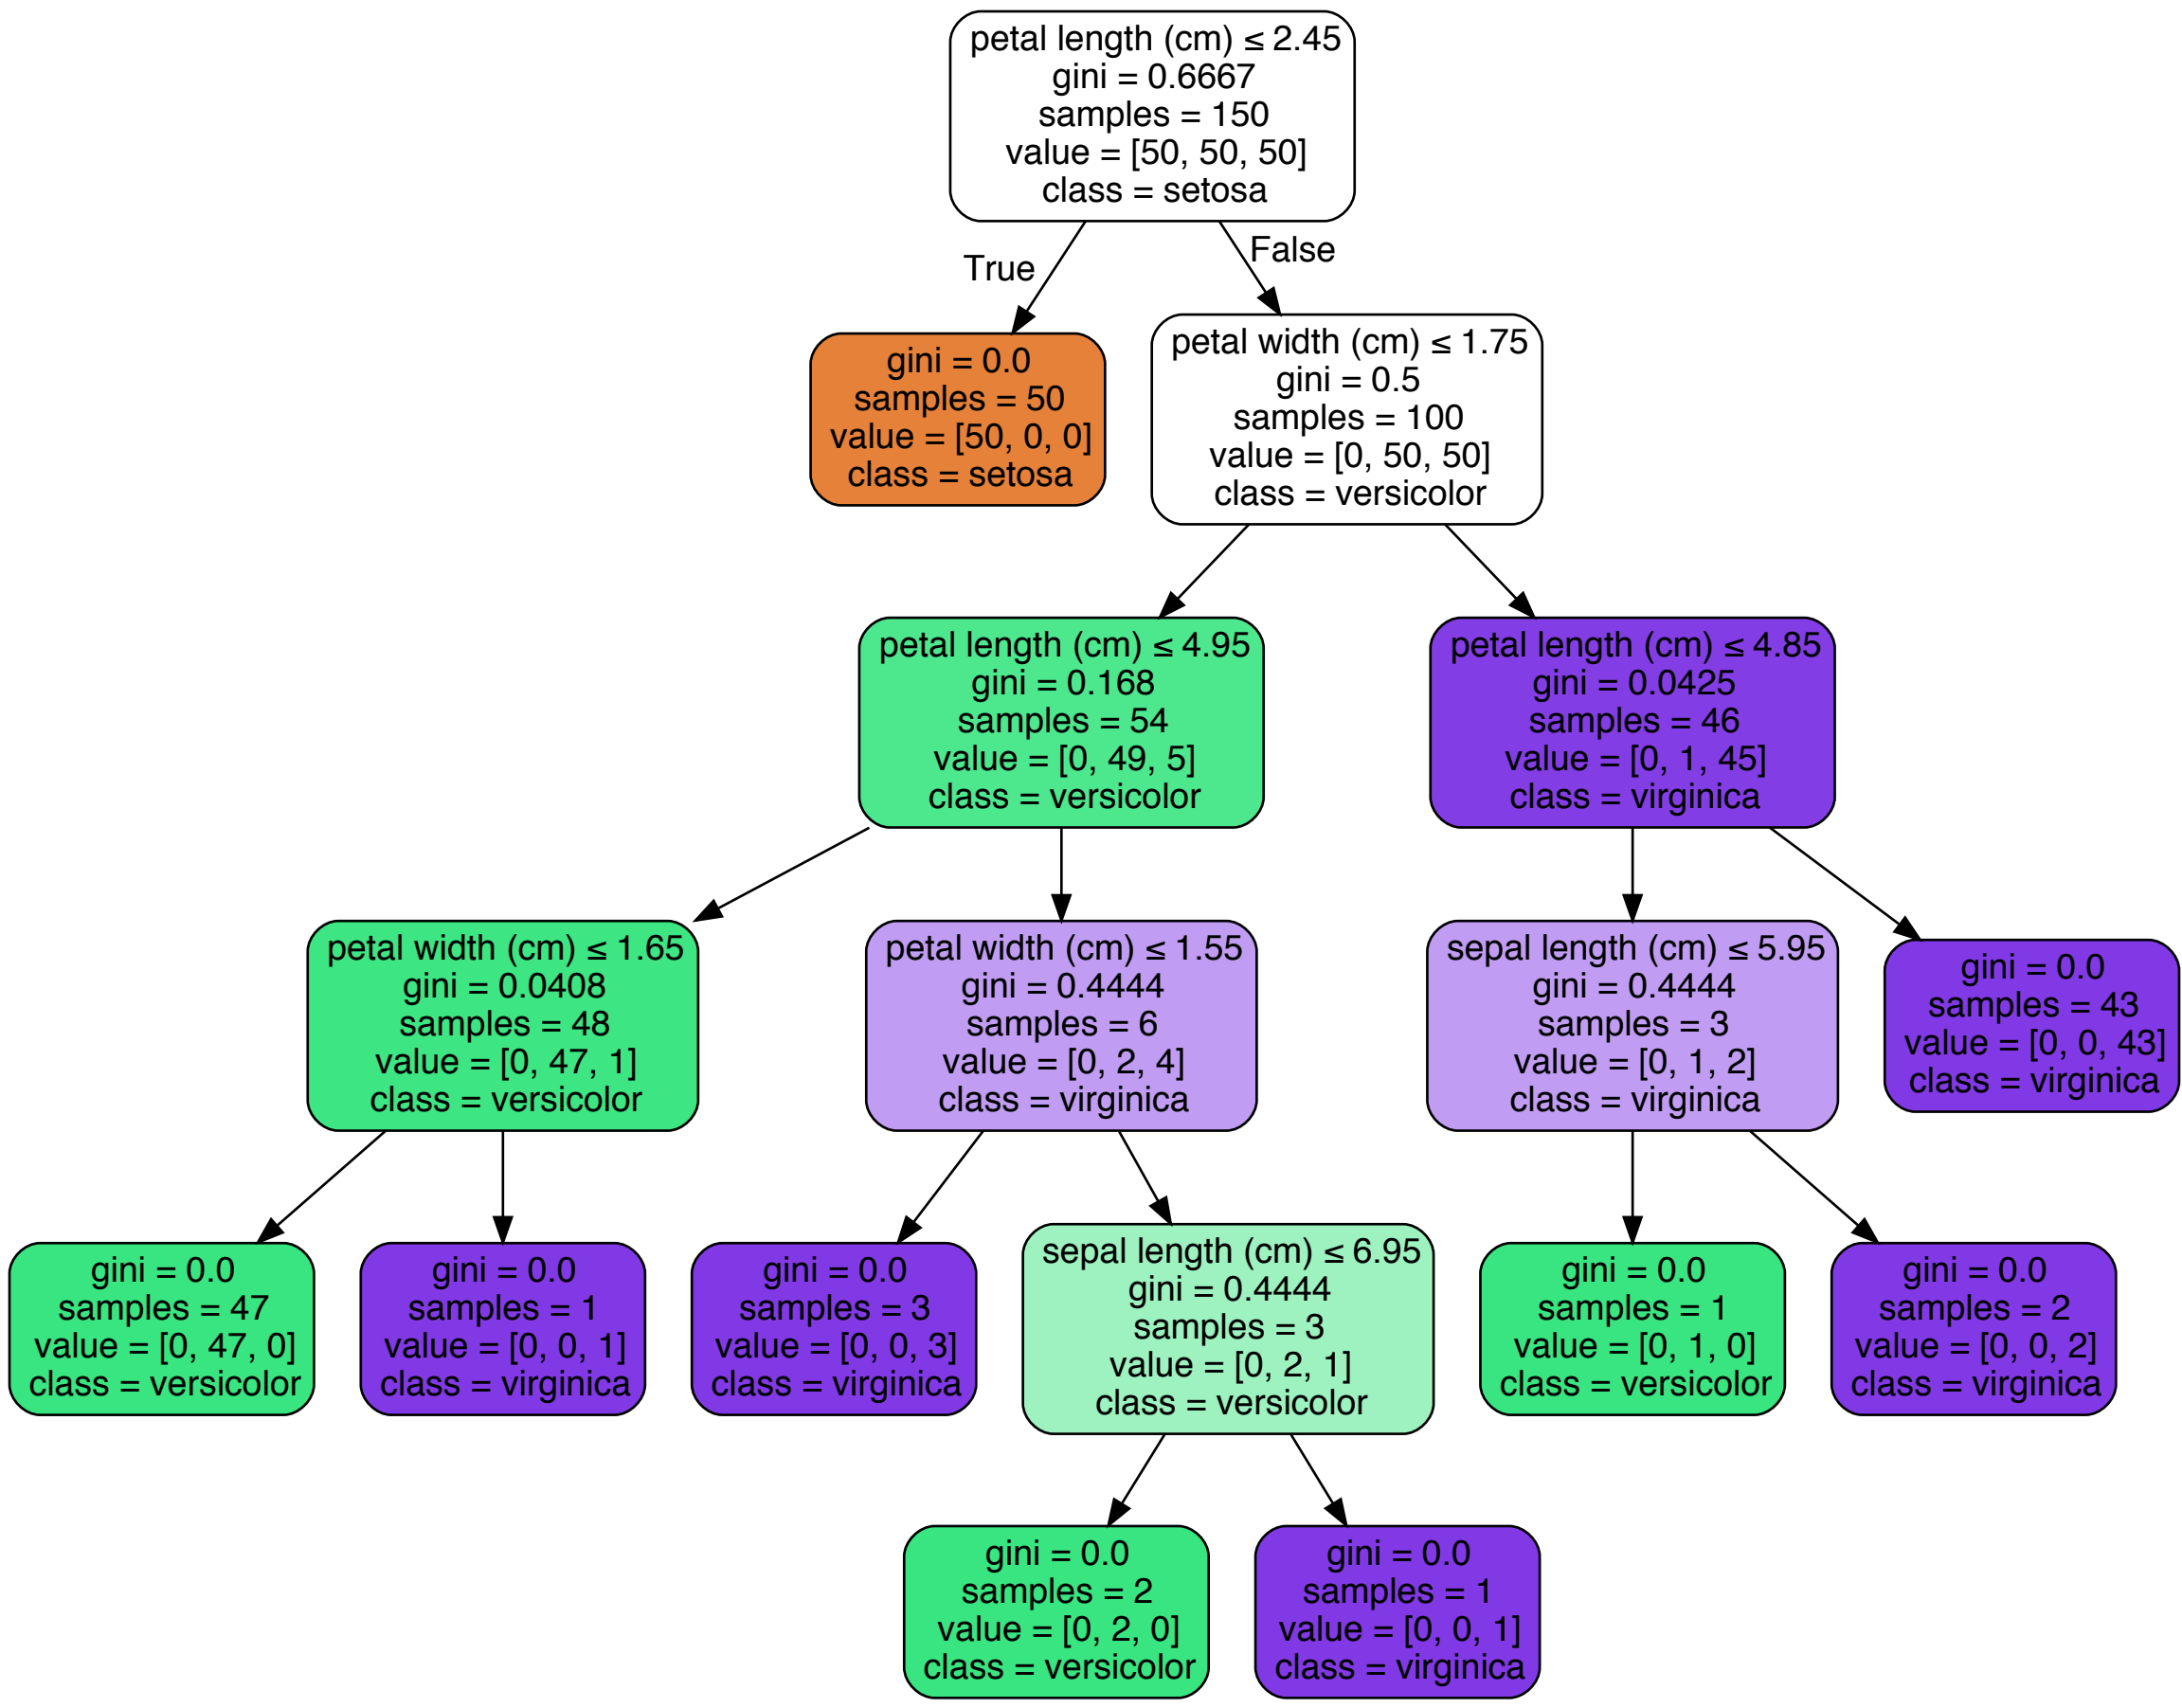 petal length (cm) ≤ 2.45
gini = 0.6667
samples = 150
value = [50, 50, 50]
class = setosa
True
False
gini = 0.0
samples = 50
value = [50, 0, 0]
class = setosa
petal width (cm) ≤ 1.75
gini = 0.5
samples = 100
value = [0, 50, 50]
class = versicolor
petal length (cm) ≤ 4.95
gini = 0.168
samples = 54
value = [0, 49, 5]
class = versicolor
petal length (cm) ≤ 4.85
gini = 0.0425
samples = 46
value = [0, 1, 45]
class = virginica
petal width (cm) ≤ 1.65
gini = 0.0408
samples = 48
value = [0, 47, 1]
class = versicolor
petal width (cm) ≤ 1.55
gini = 0.4444
samples = 6
value = [0, 2, 4]
class = virginica
sepal length (cm) ≤ 5.95
gini = 0.4444
samples = 3
value = [0, 1, 2]
class = virginica
gini = 0.0
samples = 43
value = [0, 0, 43]
class = virginica
gini = 0.0
samples = 47
value = [0, 47, 0]
class = versicolor
gini = 0.0
samples = 1
value = [0, 0, 1]
class = virginica
gini = 0.0
samples = 3
value = [0, 0, 3]
class = virginica
sepal length (cm) ≤ 6.95
gini = 0.4444
samples = 3
value = [0, 2, 1]
class = versicolor
gini = 0.0
samples = 1
value = [0, 1, 0]
class = versicolor
gini = 0.0
samples = 2
value = [0, 0, 2]
class = virginica
gini = 0.0
samples = 2
value = [0, 2, 0]
class = versicolor
gini = 0.0
samples = 1
value = [0, 0, 1]
class = virginica